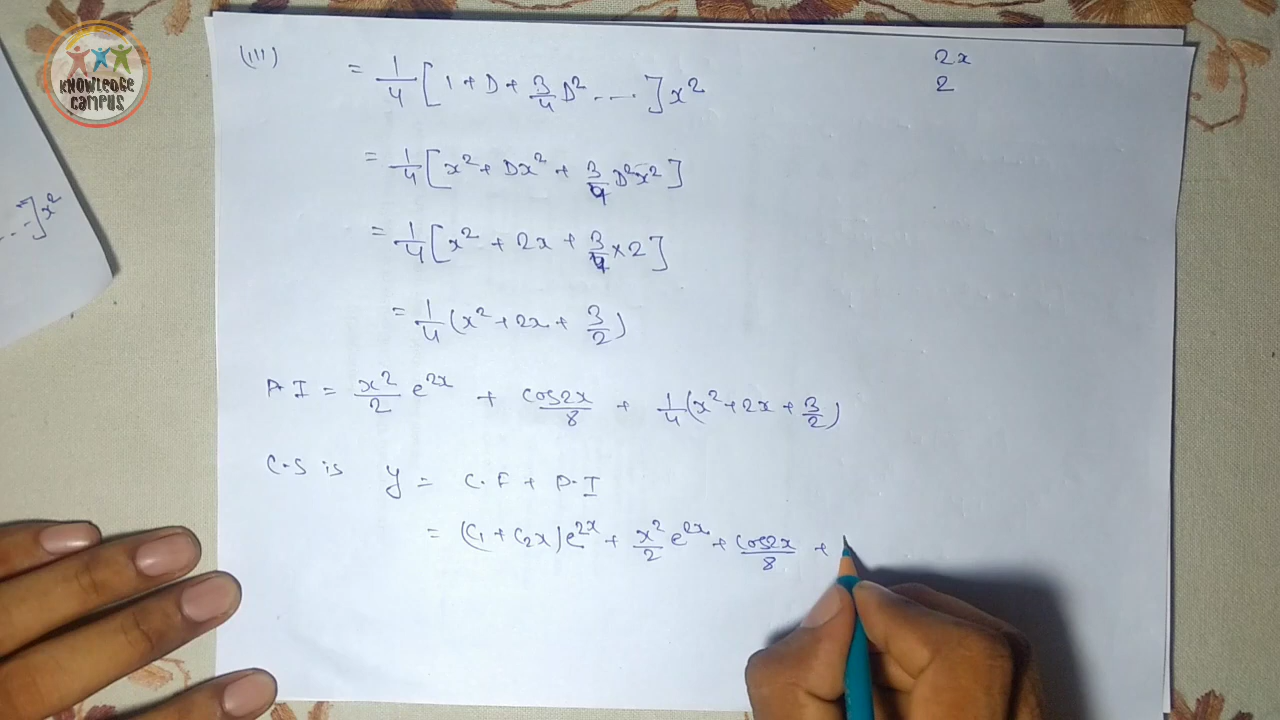 KNOWLEDGE
CAMPUS
(III) = 1/4 [1 + D + 3/4 D² ....] x²
2x
2
= 1/4 [x² + Dx² + 3/4 D²x²]
...]x²
= 1/4 [x² + 2x + 3/4 × 2]
= 1/4 (x² + 2x + 3/2)
P I = x²/2 e^2x + cos2x/8 + 1/4 (x² + 2x + 3/2)
C.S is y = C.F + P.I
= (C₁ + C₂x) e^2x + x²/2 e^2x + cos2x/8 +